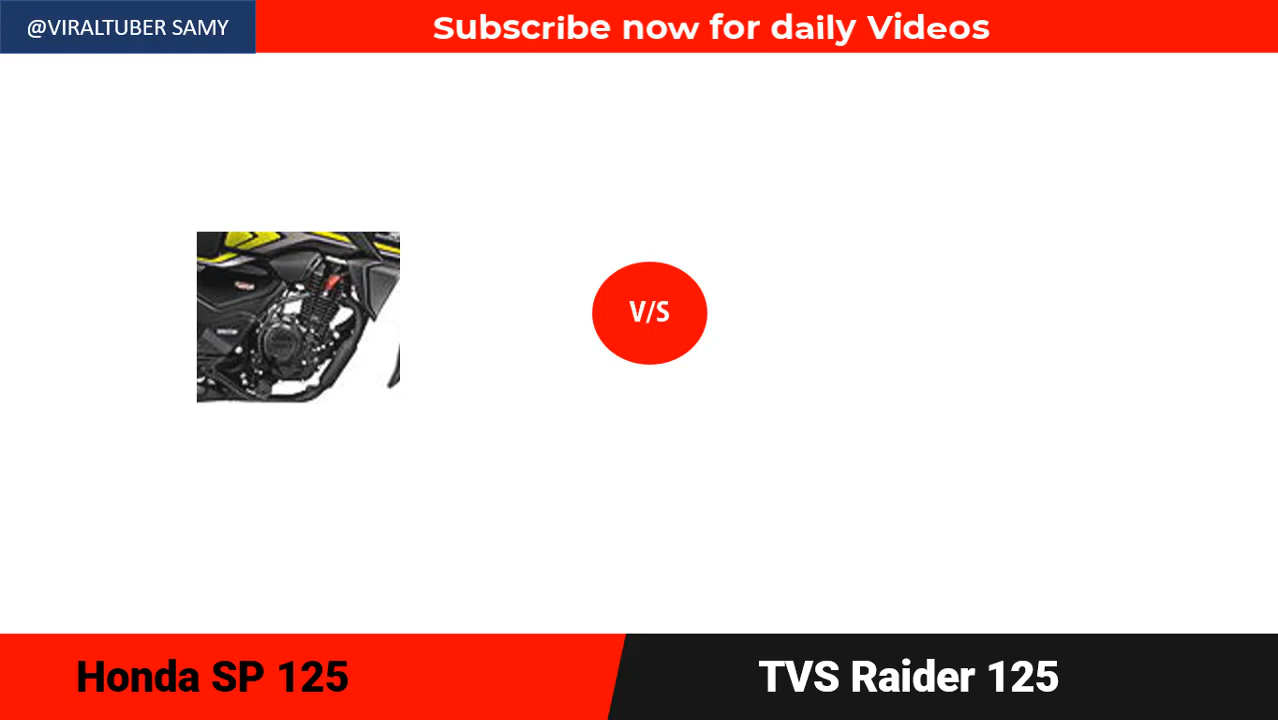 @VIRALTUBER SAMY
Subscribe now for daily Videos
V/S
Honda SP 125
TVS Raider 125